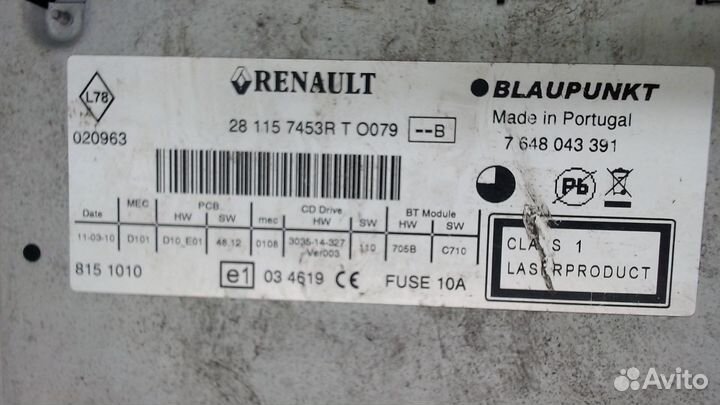 L78
RENAULT
BLAUPUNKT
020963
28 115 7453R T O079 --B
Made in Portugal
7 648 043 391
Pb
Date MEC PCB HW SW mec CD Drive HW SW BT Module HW SW
11-03-10 D101 D10_E01 48.12 0108 3035-14-327 Ver003 L10 705B C710
815 1010
e1 03 4619 CE FUSE 10A
CLASS 1
LASERPRODUCT
Avito